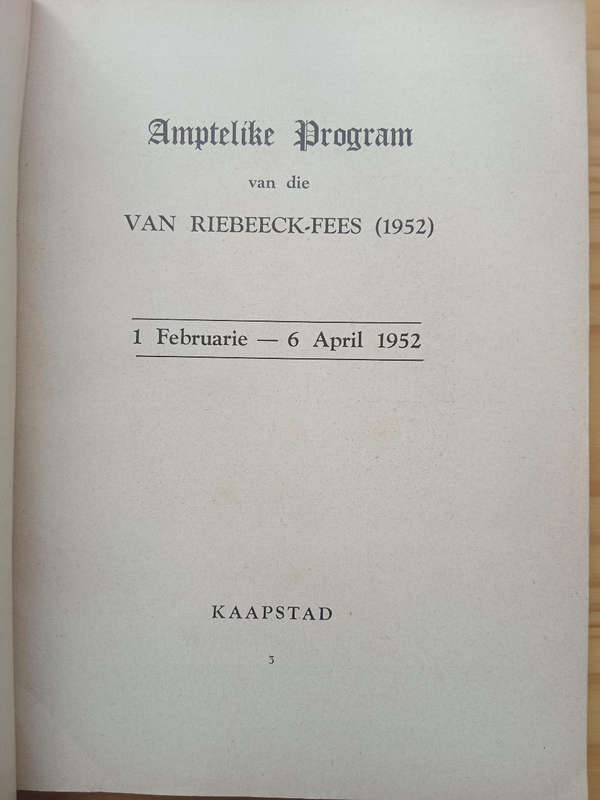 Amptelike Program
van die
VAN RIEBEECK-FEES (1952)
1 Februarie — 6 April 1952
KAAPSTAD
3